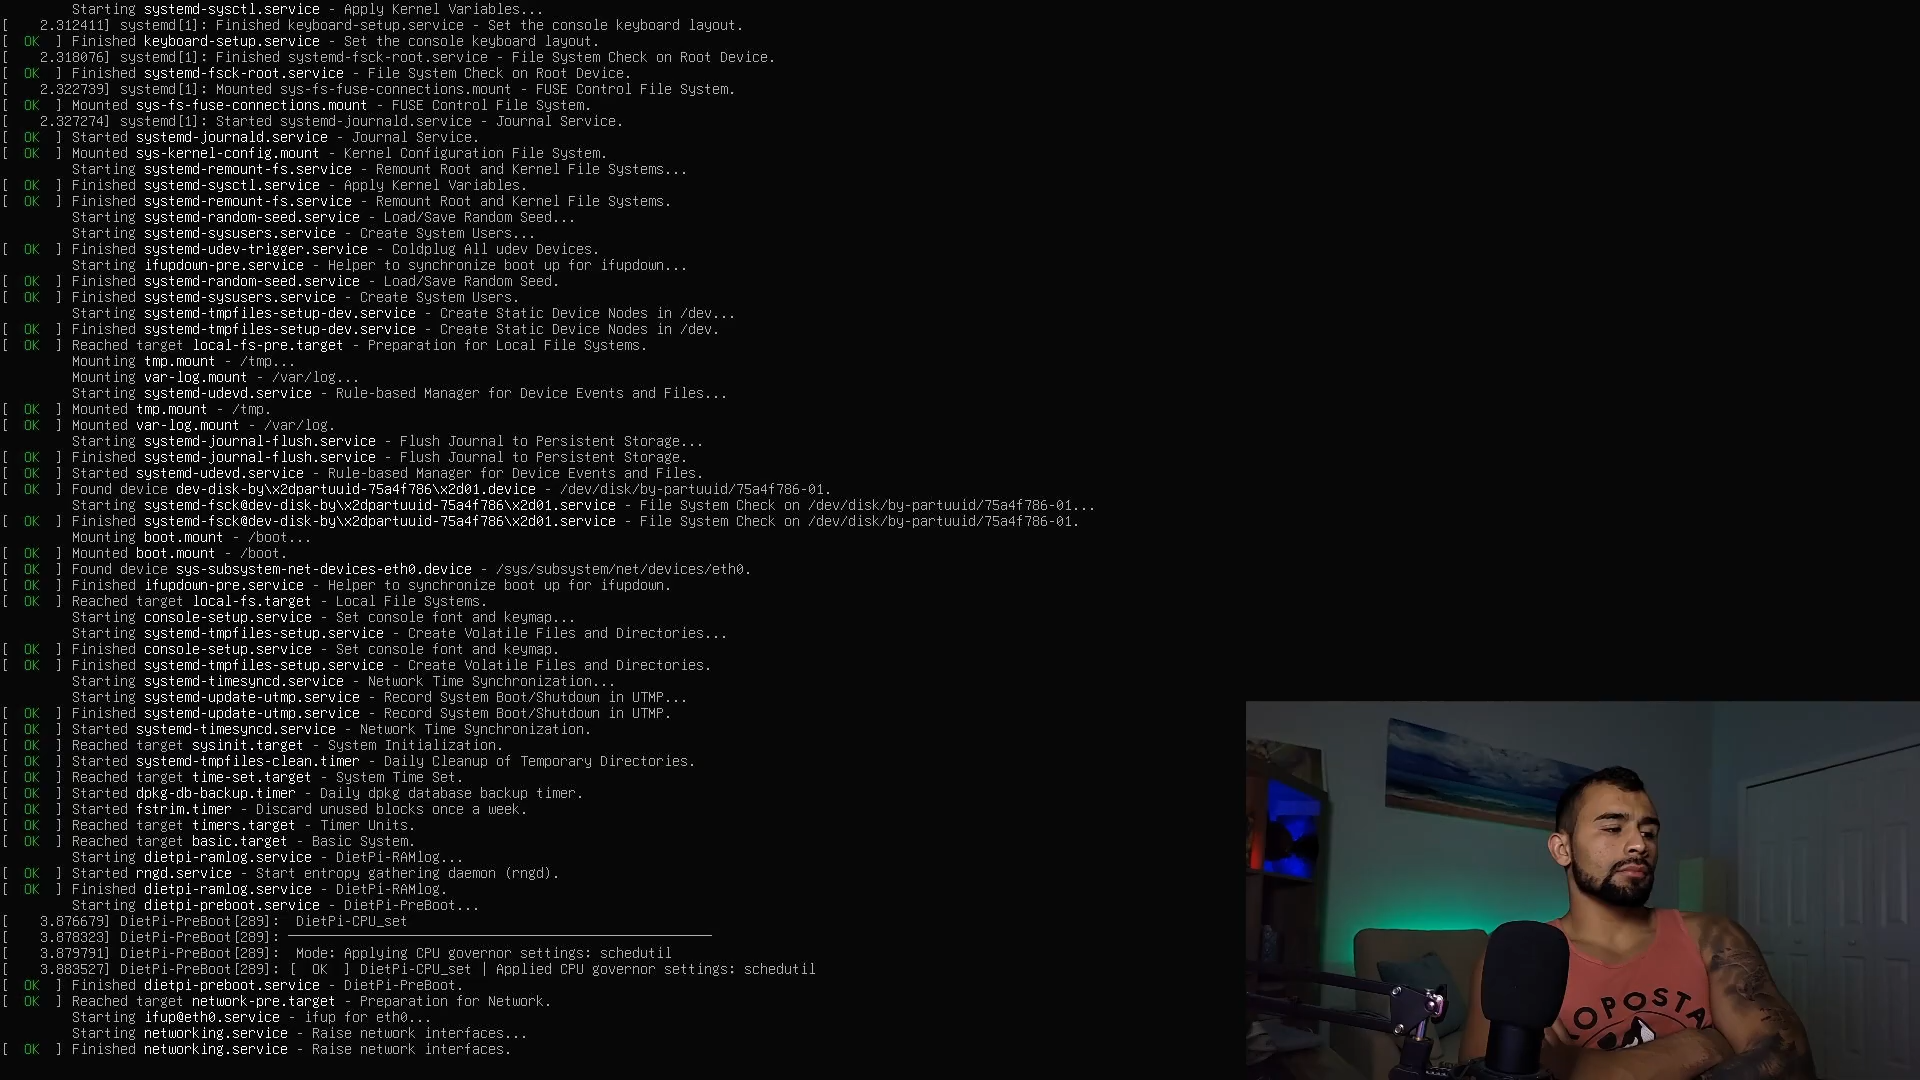 Starting systemd-sysctl.service - Apply Kernel Variables...
[    2.312411] systemd[1]: Finished keyboard-setup.service - Set the console keyboard layout.
[  OK  ] Finished keyboard-setup.service - Set the console keyboard layout.
[    2.318076] systemd[1]: Finished systemd-fsck-root.service - File System Check on Root Device.
[  OK  ] Finished systemd-fsck-root.service - File System Check on Root Device.
[    2.322739] systemd[1]: Mounted sys-fs-fuse-connections.mount - FUSE Control File System.
[  OK  ] Mounted sys-fs-fuse-connections.mount - FUSE Control File System.
[    2.327274] systemd[1]: Started systemd-journald.service - Journal Service.
[  OK  ] Started systemd-journald.service - Journal Service.
[  OK  ] Mounted sys-kernel-config.mount - Kernel Configuration File System.
Starting systemd-remount-fs.service - Remount Root and Kernel File Systems...
[  OK  ] Finished systemd-sysctl.service - Apply Kernel Variables.
[  OK  ] Finished systemd-remount-fs.service - Remount Root and Kernel File Systems.
Starting systemd-random-seed.service - Load/Save Random Seed...
Starting systemd-sysusers.service - Create System Users...
[  OK  ] Finished systemd-udev-trigger.service - Coldplug All udev Devices.
Starting ifupdown-pre.service - Helper to synchronize boot up for ifupdown...
[  OK  ] Finished systemd-random-seed.service - Load/Save Random Seed.
[  OK  ] Finished systemd-sysusers.service - Create System Users.
Starting systemd-tmpfiles-setup-dev.service - Create Static Device Nodes in /dev...
[  OK  ] Finished systemd-tmpfiles-setup-dev.service - Create Static Device Nodes in /dev.
[  OK  ] Reached target local-fs-pre.target - Preparation for Local File Systems.
Mounting tmp.mount - /tmp...
Mounting var-log.mount - /var/log...
Starting systemd-udevd.service - Rule-based Manager for Device Events and Files...
[  OK  ] Mounted tmp.mount - /tmp.
[  OK  ] Mounted var-log.mount - /var/log.
Starting systemd-journal-flush.service - Flush Journal to Persistent Storage...
[  OK  ] Finished systemd-journal-flush.service - Flush Journal to Persistent Storage.
[  OK  ] Started systemd-udevd.service - Rule-based Manager for Device Events and Files.
[  OK  ] Found device dev-disk-by\x2dpartuuid-75a4f786\x2d01.device - /dev/disk/by-partuuid/75a4f786-01.
Starting systemd-fsck@dev-disk-by\x2dpartuuid-75a4f786\x2d01.service - File System Check on /dev/disk/by-partuuid/75a4f786-01...
[  OK  ] Finished systemd-fsck@dev-disk-by\x2dpartuuid-75a4f786\x2d01.service - File System Check on /dev/disk/by-partuuid/75a4f786-01.
Mounting boot.mount - /boot...
[  OK  ] Mounted boot.mount - /boot.
[  OK  ] Found device sys-subsystem-net-devices-eth0.device - /sys/subsystem/net/devices/eth0.
[  OK  ] Finished ifupdown-pre.service - Helper to synchronize boot up for ifupdown.
[  OK  ] Reached target local-fs.target - Local File Systems.
Starting console-setup.service - Set console font and keymap...
Starting systemd-tmpfiles-setup.service - Create Volatile Files and Directories...
[  OK  ] Finished console-setup.service - Set console font and keymap.
[  OK  ] Finished systemd-tmpfiles-setup.service - Create Volatile Files and Directories.
Starting systemd-timesyncd.service - Network Time Synchronization...
Starting systemd-update-utmp.service - Record System Boot/Shutdown in UTMP...
[  OK  ] Finished systemd-update-utmp.service - Record System Boot/Shutdown in UTMP.
[  OK  ] Started systemd-timesyncd.service - Network Time Synchronization.
[  OK  ] Reached target sysinit.target - System Initialization.
[  OK  ] Started systemd-tmpfiles-clean.timer - Daily Cleanup of Temporary Directories.
[  OK  ] Reached target time-set.target - System Time Set.
[  OK  ] Started dpkg-db-backup.timer - Daily dpkg database backup timer.
[  OK  ] Started fstrim.timer - Discard unused blocks once a week.
[  OK  ] Reached target timers.target - Timer Units.
[  OK  ] Reached target basic.target - Basic System.
Starting dietpi-ramlog.service - DietPi-RAMlog...
[  OK  ] Started rngd.service - Start entropy gathering daemon (rngd).
[  OK  ] Finished dietpi-ramlog.service - DietPi-RAMlog.
Starting dietpi-preboot.service - DietPi-PreBoot...
[    3.876679] DietPi-PreBoot[289]:  DietPi-CPU_set
[    3.878323] DietPi-PreBoot[289]: ─────────────────────────────────────────────────────
[    3.879791] DietPi-PreBoot[289]:  Mode: Applying CPU governor settings: schedutil
[    3.883527] DietPi-PreBoot[289]: [  OK  ] DietPi-CPU_set | Applied CPU governor settings: schedutil
[  OK  ] Finished dietpi-preboot.service - DietPi-PreBoot.
[  OK  ] Reached target network-pre.target - Preparation for Network.
Starting ifup@eth0.service - ifup for eth0...
Starting networking.service - Raise network interfaces...
[  OK  ] Finished networking.service - Raise network interfaces.